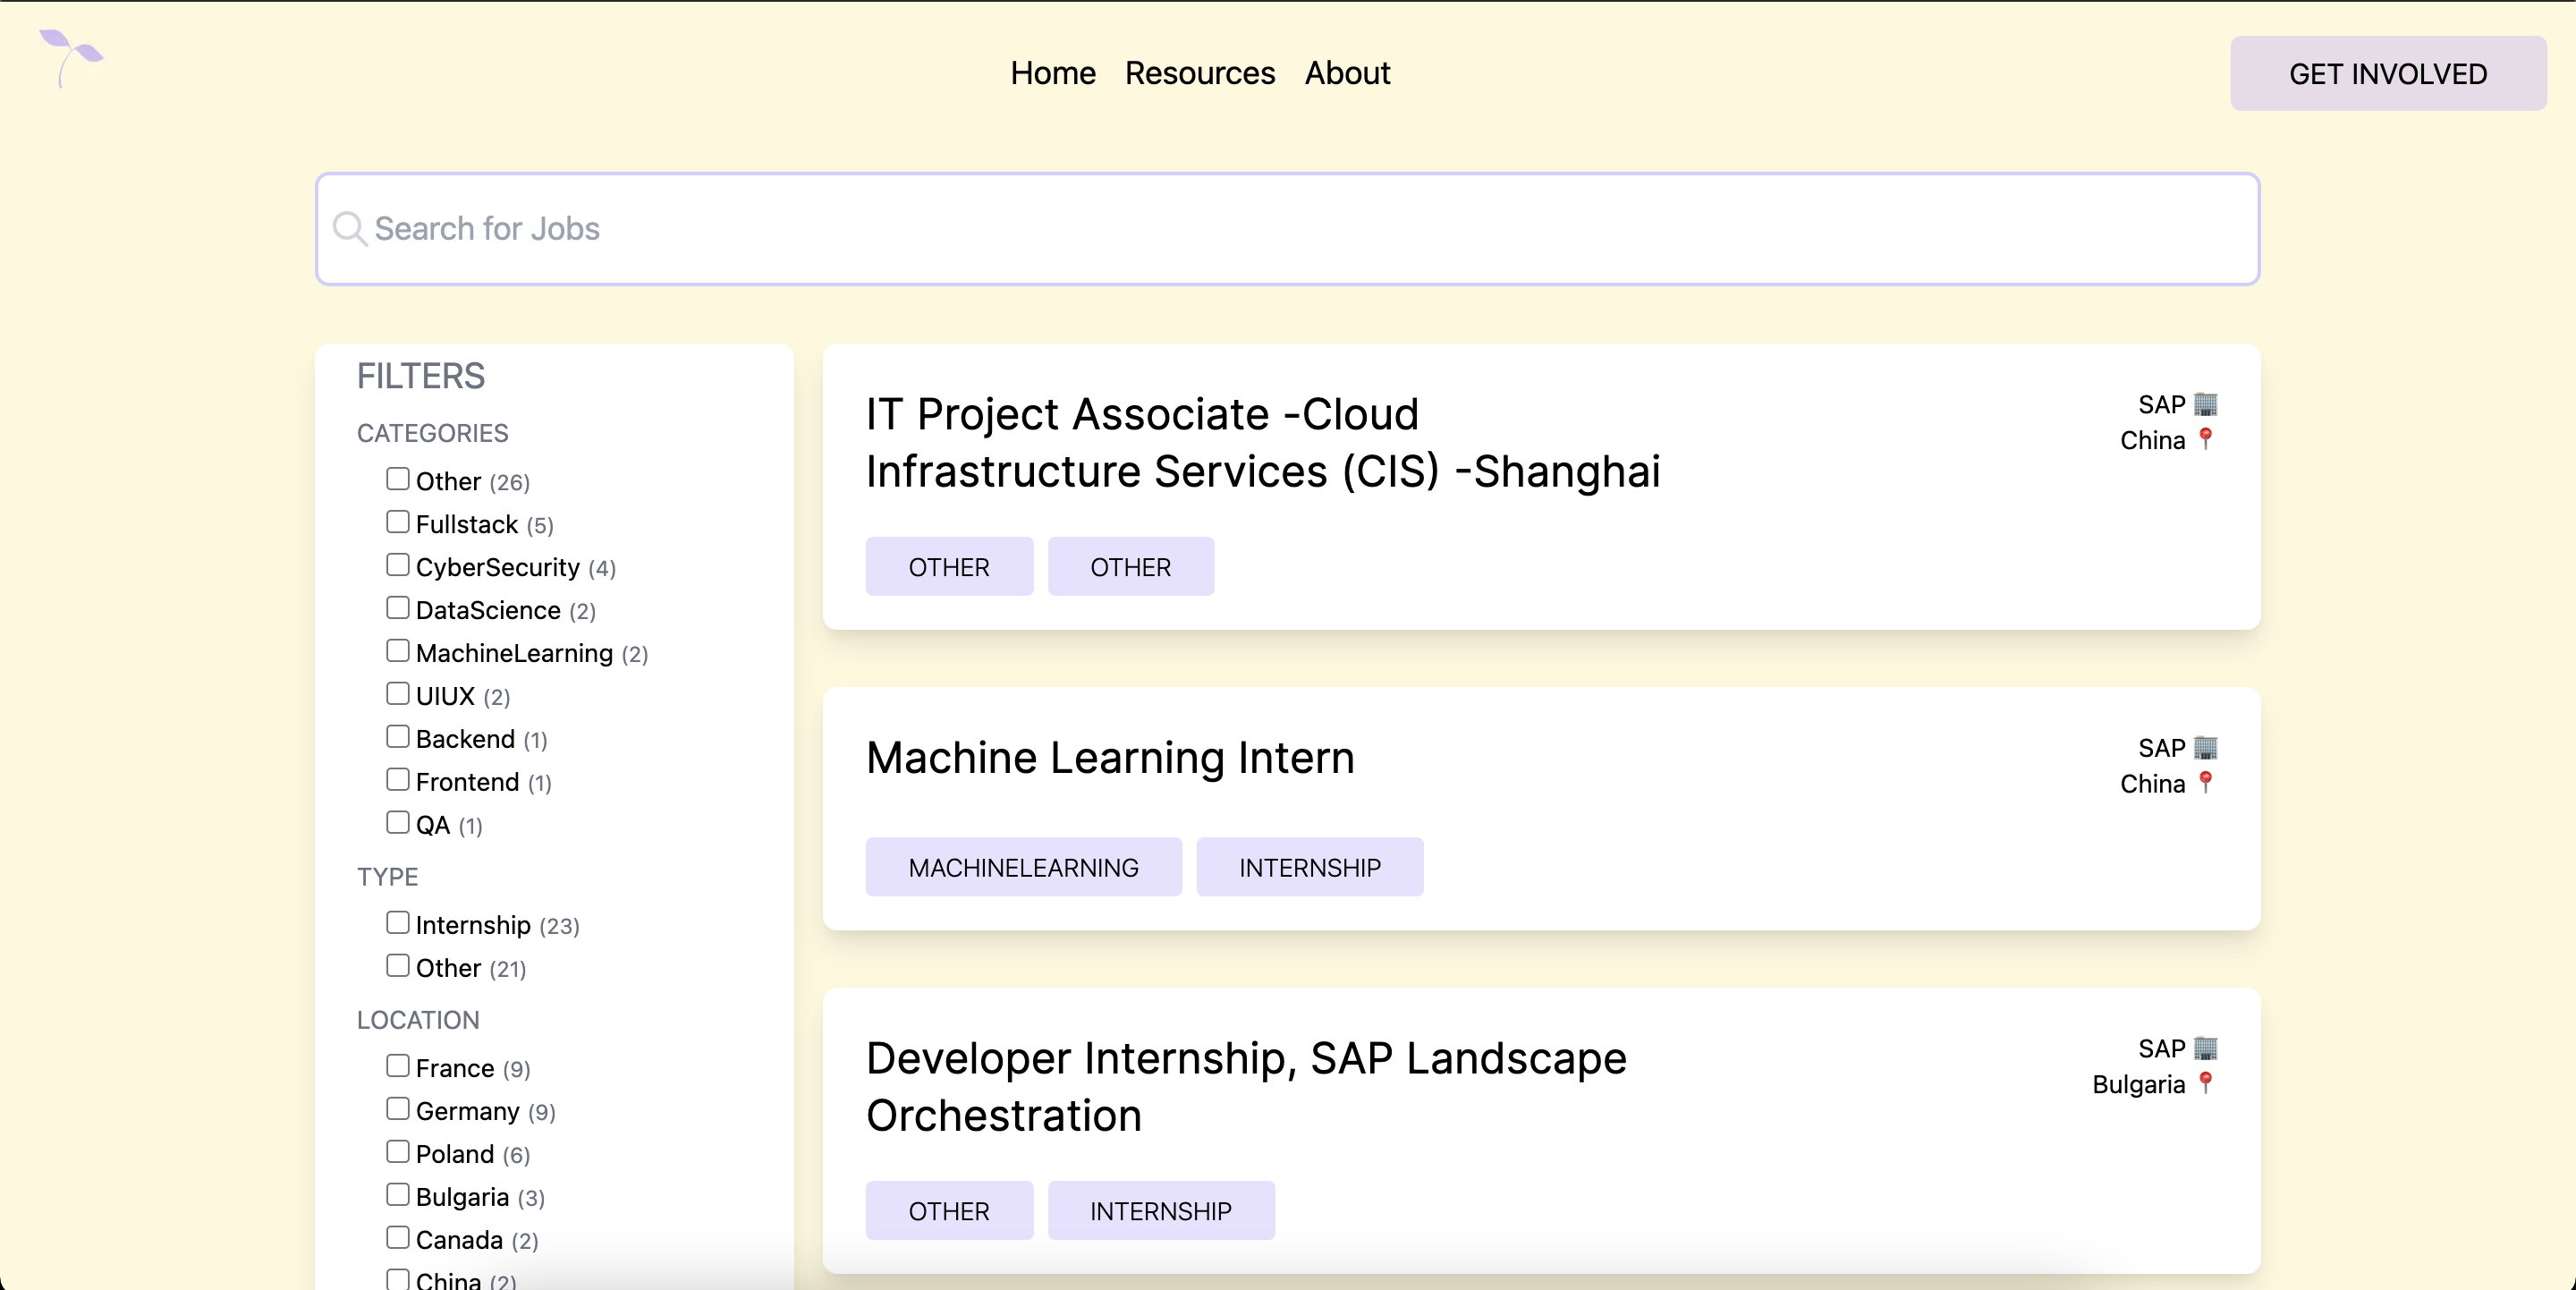 Home Resources About
GET INVOLVED
Search for Jobs
FILTERS
CATEGORIES
Other (26)
Fullstack (5)
CyberSecurity (4)
DataScience (2)
MachineLearning (2)
UIUX (2)
Backend (1)
Frontend (1)
QA (1)
TYPE
Internship (23)
Other (21)
LOCATION
France (9)
Germany (9)
Poland (6)
Bulgaria (3)
Canada (2)
China (2)
IT Project Associate -Cloud
Infrastructure Services (CIS) -Shanghai
SAP 🏢
China 📍
OTHER OTHER
Machine Learning Intern
SAP 🏢
China 📍
MACHINELEARNING INTERNSHIP
Developer Internship, SAP Landscape
Orchestration
SAP 🏢
Bulgaria 📍
OTHER INTERNSHIP